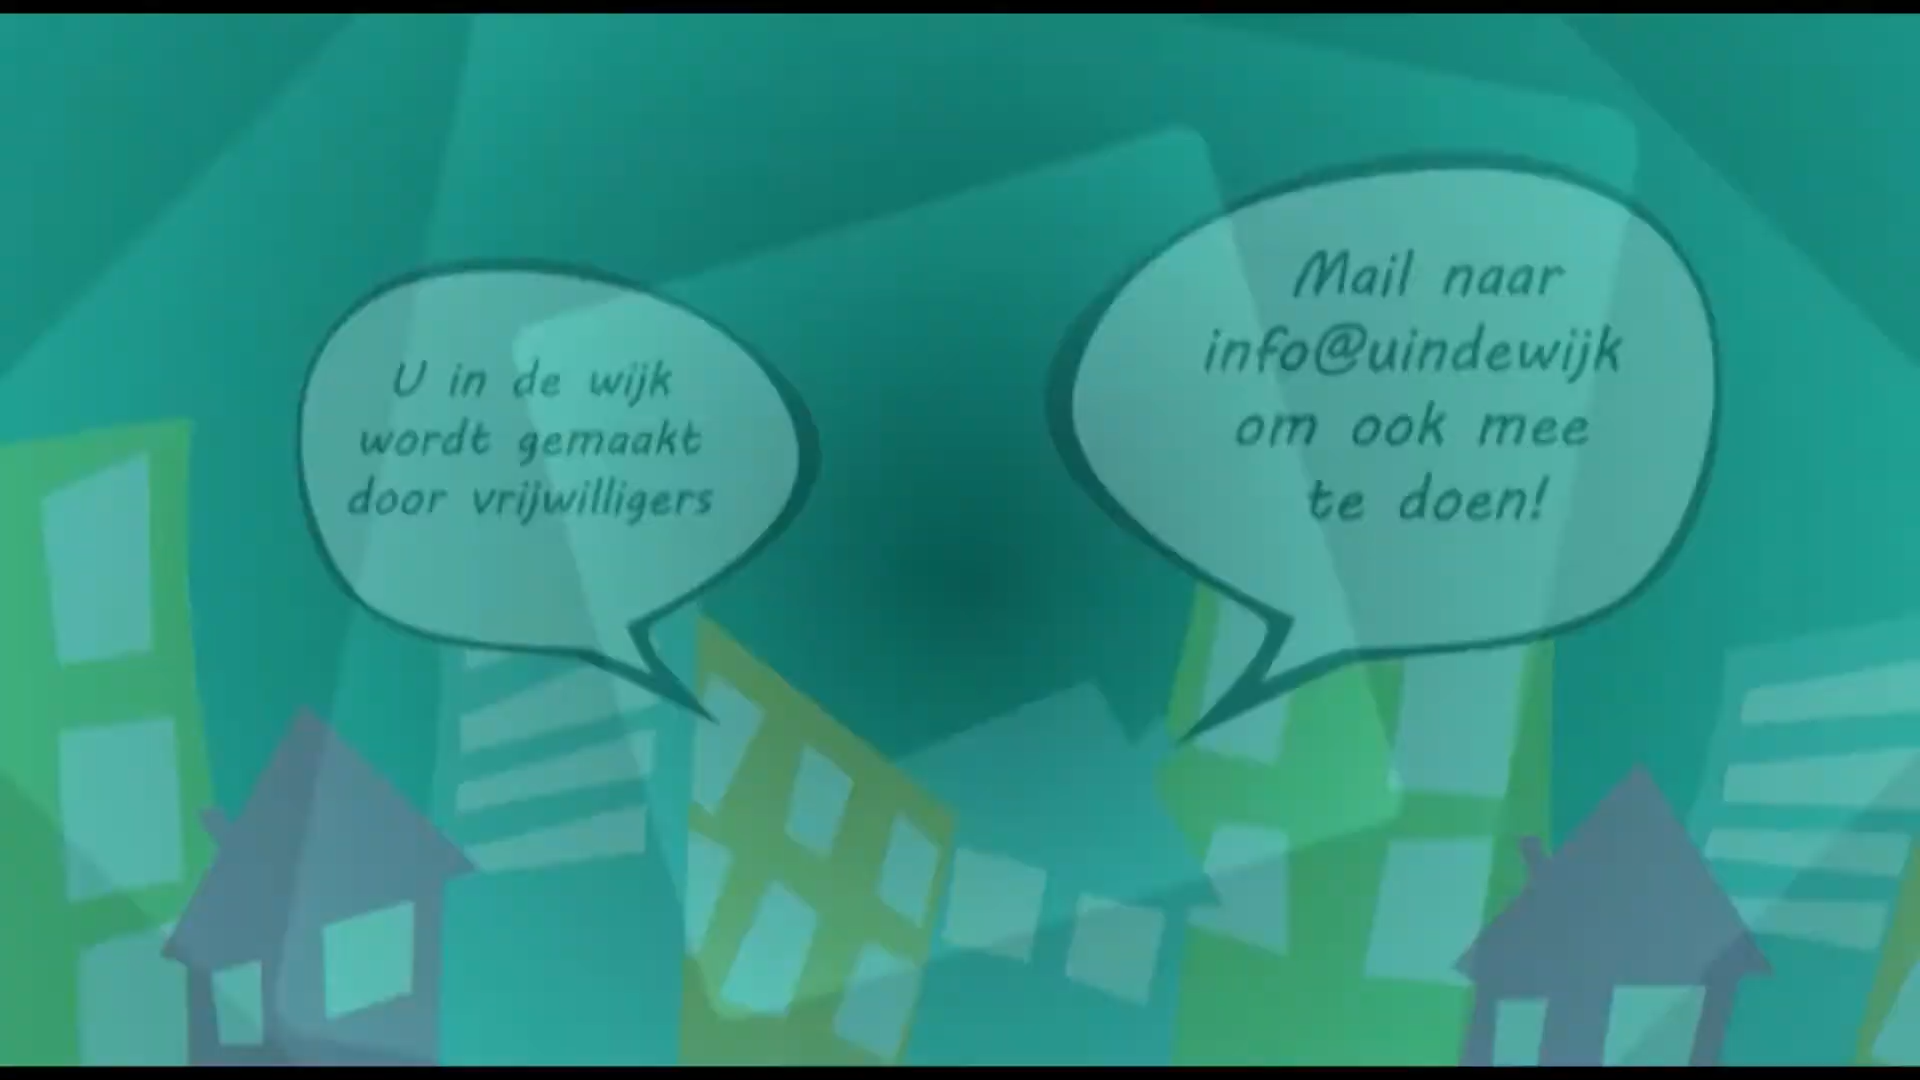 U in de wijk
wordt gemaakt
door vrijwilligers
Mail naar
info@uindewijk
om ook mee
te doen!